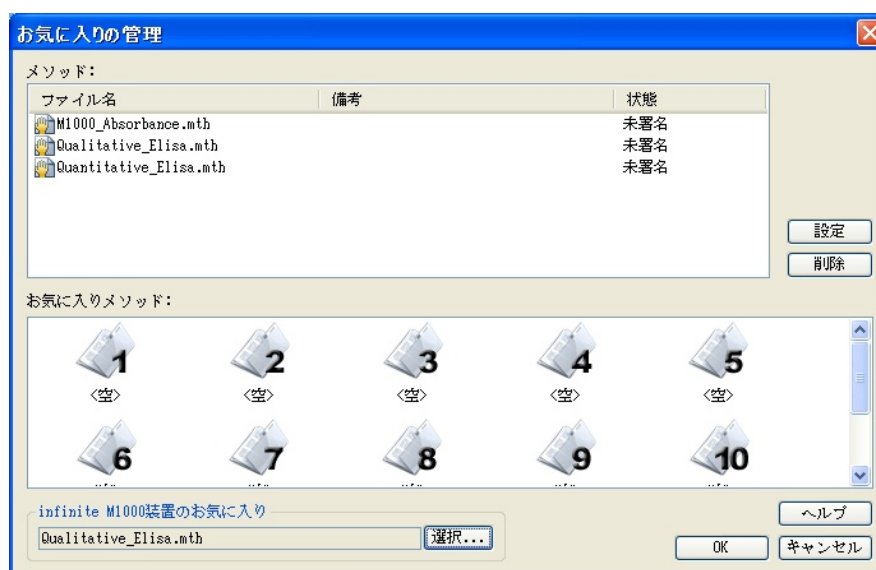 お気に入りの管理
メソッド:
ファイル名 備考 状態
M1000_Absorbance.mth 未署名
Qualitative_Elisa.mth 未署名
Quantitative_Elisa.mth 未署名
設定
削除
お気に入りメソッド:
1 2 3 4 5
<空> <空> <空> <空> <空>
6 7 8 9 10
infinite M1000装置のお気に入り
Qualitative_Elisa.mth 選択...
ヘルプ
OK キャンセル